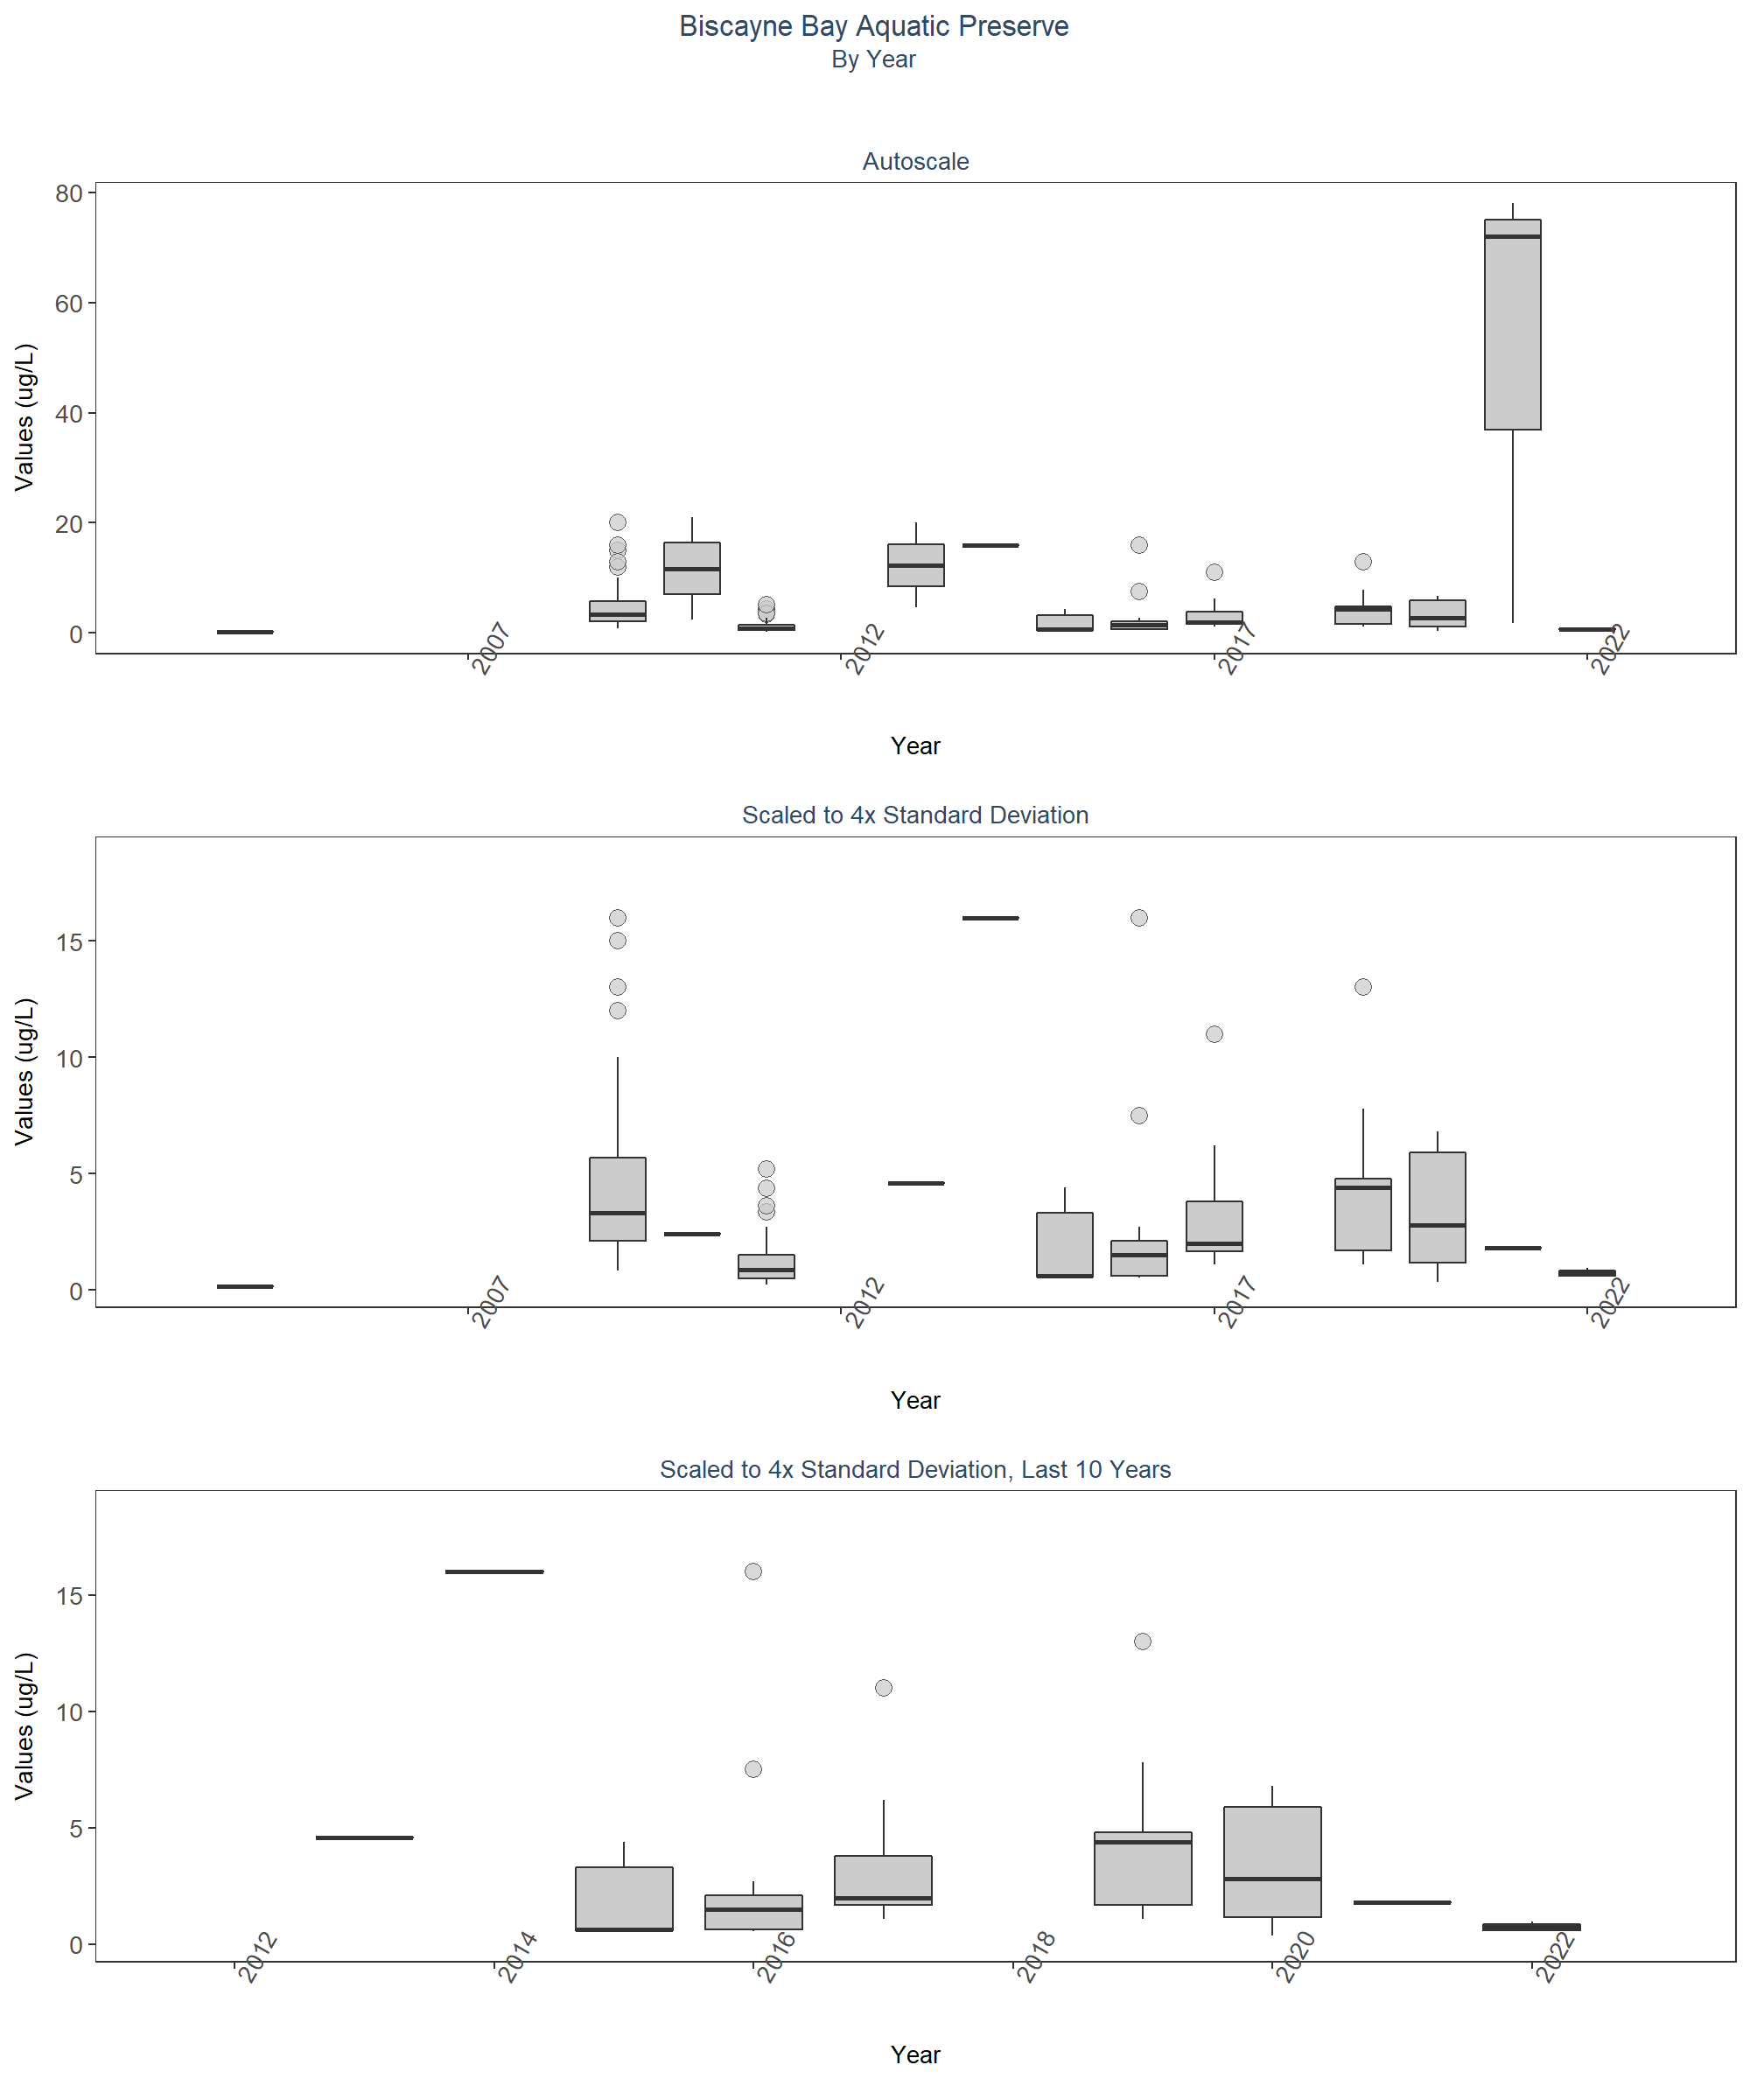 Biscayne Bay Aquatic Preserve
By Year
Autoscale
Values (ug/L)
80
60
40
20
0
2007 2012 2017 2022
Year
Scaled to 4x Standard Deviation
Values (ug/L)
15
10
5
0
2007 2012 2017 2022
Year
Scaled to 4x Standard Deviation, Last 10 Years
Values (ug/L)
15
10
5
0
2012 2014 2016 2018 2020 2022
Year